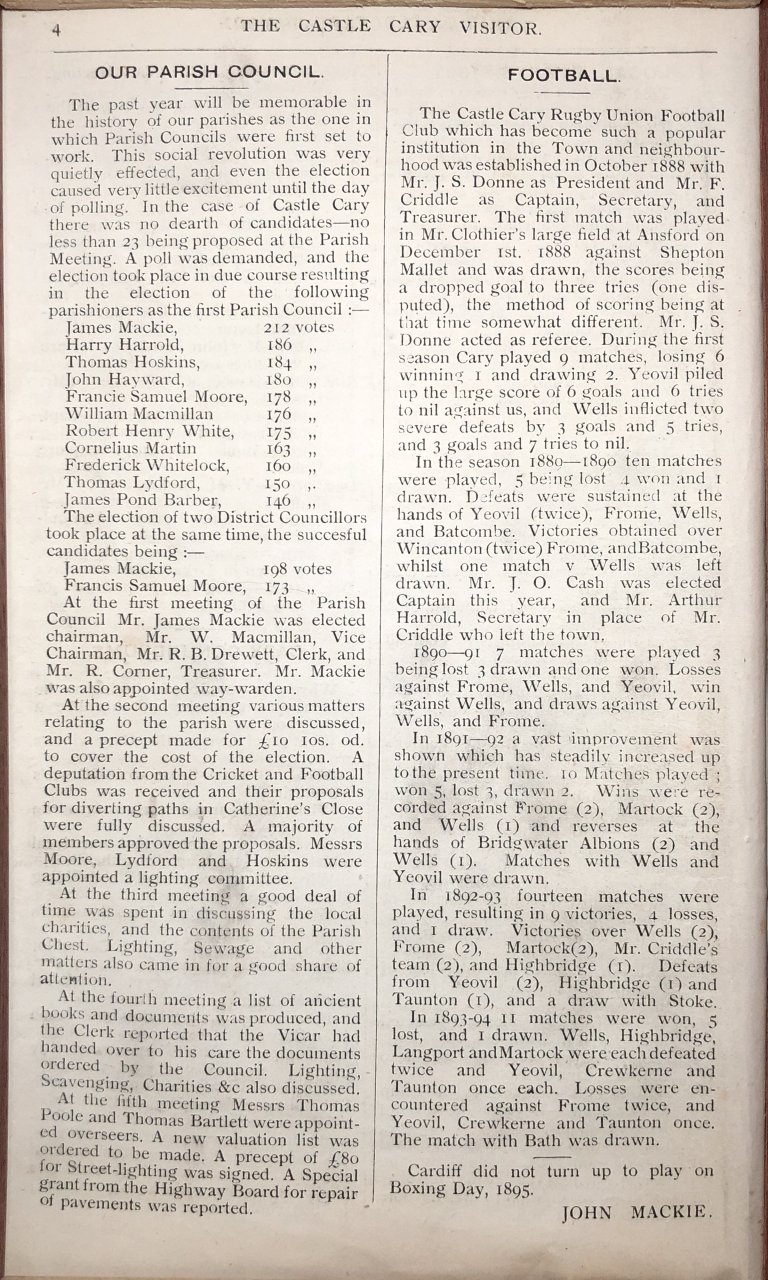 4
THE CASTLE CARY VISITOR.
OUR PARISH COUNCIL.
The past year will be memorable in
the history of our parishes as the one in
which Parish Councils were first set to
work. This social revolution was very
quietly effected, and even the election
caused very little excitement until the day
of polling. In the case of Castle Cary
there was no dearth of candidates—no
less than 23 being proposed at the Parish
Meeting. A poll was demanded, and the
election took place in due course resulting
in the election of the following
parishioners as the first Parish Council :—
James Mackie, 212 votes
Harry Harrold, 186 „
Thomas Hoskins, 184 „
John Hayward, 180 „
Francie Samuel Moore, 178 „
William Macmillan 176 „
Robert Henry White, 175 „
Cornelius Martin 163 „
Frederick Whitelock, 160 „
Thomas Lydford, 150 „
James Pond Barber, 146 „
The election of two District Councillors
took place at the same time, the succesful
candidates being :—
James Mackie, 198 votes
Francis Samuel Moore, 173 „
At the first meeting of the Parish
Council Mr. James Mackie was elected
chairman, Mr. W. Macmillan, Vice
Chairman, Mr. R. B. Drewett, Clerk, and
Mr. R. Corner, Treasurer. Mr. Mackie
was also appointed way-warden.
At the second meeting various matters
relating to the parish were discussed,
and a precept made for £10 10s. od.
to cover the cost of the election. A
deputation from the Cricket and Football
Clubs was received and their proposals
for diverting paths in Catherine's Close
were fully discussed. A majority of
members approved the proposals. Messrs
Moore, Lydford and Hoskins were
appointed a lighting committee.
At the third meeting a good deal of
time was spent in discussing the local
charities, and the contents of the Parish
Chest. Lighting, Sewage and other
matters also came in for a good share of
attention.
At the fourth meeting a list of ancient
books and documents was produced, and
the Clerk reported that the Vicar had
handed over to his care the documents
ordered by the Council. Lighting,
Scavenging, Charities &c also discussed.
At the fifth meeting Messrs Thomas
Poole and Thomas Bartlett were appoint-
ed overseers. A new valuation list was
ordered to be made. A precept of £80
for Street-lighting was signed. A Special
grant from the Highway Board for repair
of pavements was reported.
FOOTBALL.
The Castle Cary Rugby Union Football
Club which has become such a popular
institution in the Town and neighbour-
hood was established in October 1888 with
Mr. J. S. Donne as President and Mr. F.
Criddle as Captain, Secretary, and
Treasurer. The first match was played
in Mr. Clothier's large field at Ansford on
December 1st. 1888 against Shepton
Mallet and was drawn, the scores being
a dropped goal to three tries (one dis-
puted), the method of scoring being at
that time somewhat different. Mr. J. S.
Donne acted as referee. During the first
season Cary played 9 matches, losing 6
winning 1 and drawing 2. Yeovil piled
up the large score of 6 goals and 6 tries
to nil against us, and Wells inflicted two
severe defeats by 3 goals and 5 tries,
and 3 goals and 7 tries to nil.
In the season 1889—1890 ten matches
were played, 5 being lost 4 won and 1
drawn. Defeats were sustained at the
hands of Yeovil (twice), Frome, Wells,
and Batcombe. Victories obtained over
Wincanton (twice) Frome, and Batcombe,
whilst one match v Wells was left
drawn. Mr. J. O. Cash was elected
Captain this year, and Mr. Arthur
Harrold, Secretary in place of Mr.
Criddle who left the town.
1890—91 7 matches were played 3
being lost 3 drawn and one won. Losses
against Frome, Wells, and Yeovil, win
against Wells, and draws against Yeovil,
Wells, and Frome.
In 1891—92 a vast improvement was
shown which has steadily increased up
to the present time. 10 Matches played ;
won 5, lost 3, drawn 2. Wins were re-
corded against Frome (2), Martock (2),
and Wells (1) and reverses at the
hands of Bridgwater Albions (2) and
Wells (1). Matches with Wells and
Yeovil were drawn.
In 1892-93 fourteen matches were
played, resulting in 9 victories, 4 losses,
and 1 draw. Victories over Wells (2),
Frome (2), Martock(2), Mr. Criddle's
team (2), and Highbridge (1). Defeats
from Yeovil (2), Highbridge (1) and
Taunton (1), and a draw with Stoke.
In 1893-94 11 matches were won, 5
lost, and 1 drawn. Wells, Highbridge,
Langport and Martock were each defeated
twice and Yeovil, Crewkerne and
Taunton once each. Losses were en-
countered against Frome twice, and
Yeovil, Crewkerne and Taunton once.
The match with Bath was drawn.
Cardiff did not turn up to play on
Boxing Day, 1895.
JOHN MACKIE.